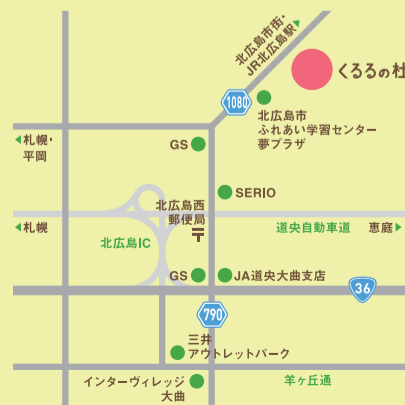 北広島市街・
JR北広島駅
くるるの杜
1080
北広島市
ふれあい学習センター
夢プラザ
札幌・
平岡
GS
SERIO
北広島西
郵便局
札幌
道央自動車道
恵庭
北広島IC
GS
JA道央大曲支店
36
790
三井
アウトレットパーク
インターヴィレッジ
大曲
羊ヶ丘通